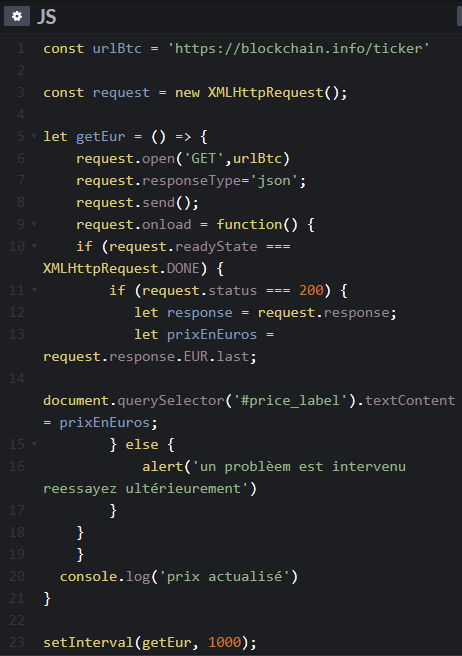 JS
1 const urlBtc = 'https://blockchain.info/ticker'
2
3 const request = new XMLHttpRequest();
4
5 let getEur = () => {
6 request.open('GET',urlBtc)
7 request.responseType='json';
8 request.send();
9 request.onload = function() {
10 if (request.readyState ===
XMLHttpRequest.DONE) {
11 if (request.status === 200) {
12 let response = request.response;
13 let prixEnEuros =
request.response.EUR.last;
14
document.querySelector('#price_label').textContent
= prixEnEuros;
15 } else {
16 alert('un problèem est intervenu
reessayez ultérieurement')
17 }
18 }
19 }
20 console.log('prix actualisé')
21 }
22
23 setInterval(getEur, 1000);